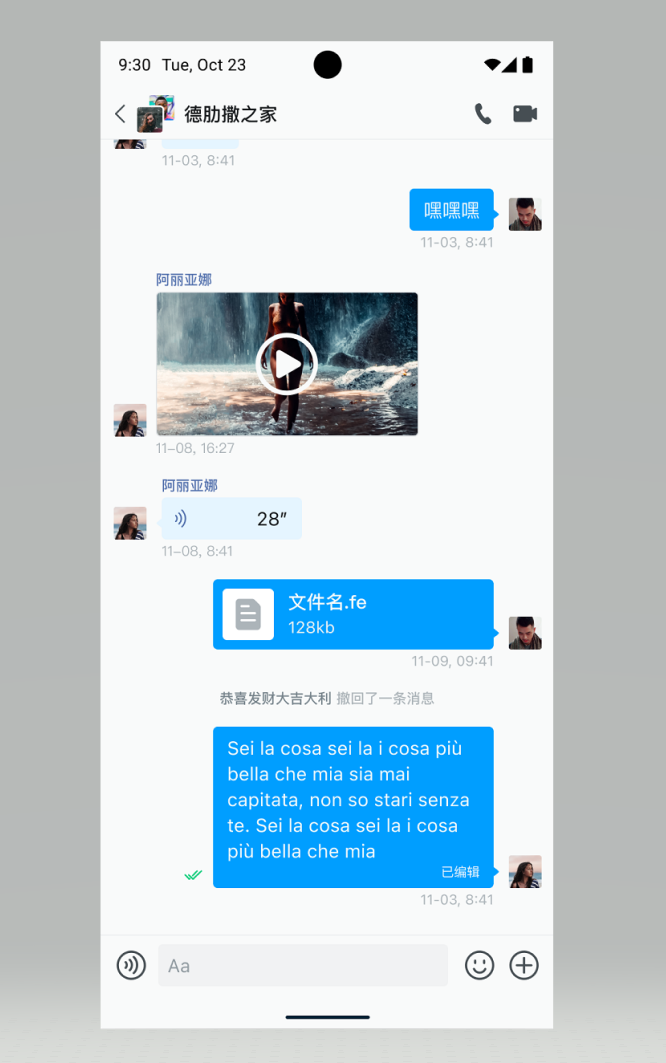 9:30 Tue, Oct 23
德肋撒之家
11-03, 8:41
嘿嘿嘿
11-03, 8:41
阿丽亚娜
11-08, 16:27
阿丽亚娜
28″
11-08, 8:41
文件名.fe
128kb
11-09, 09:41
恭喜发财大吉大利 撤回了一条消息
Sei la cosa sei la i cosa più
bella che mia sia mai
capitata, non so stari senza
te. Sei la cosa sei la i cosa
più bella che mia
已编辑
11-03, 8:41
Aa